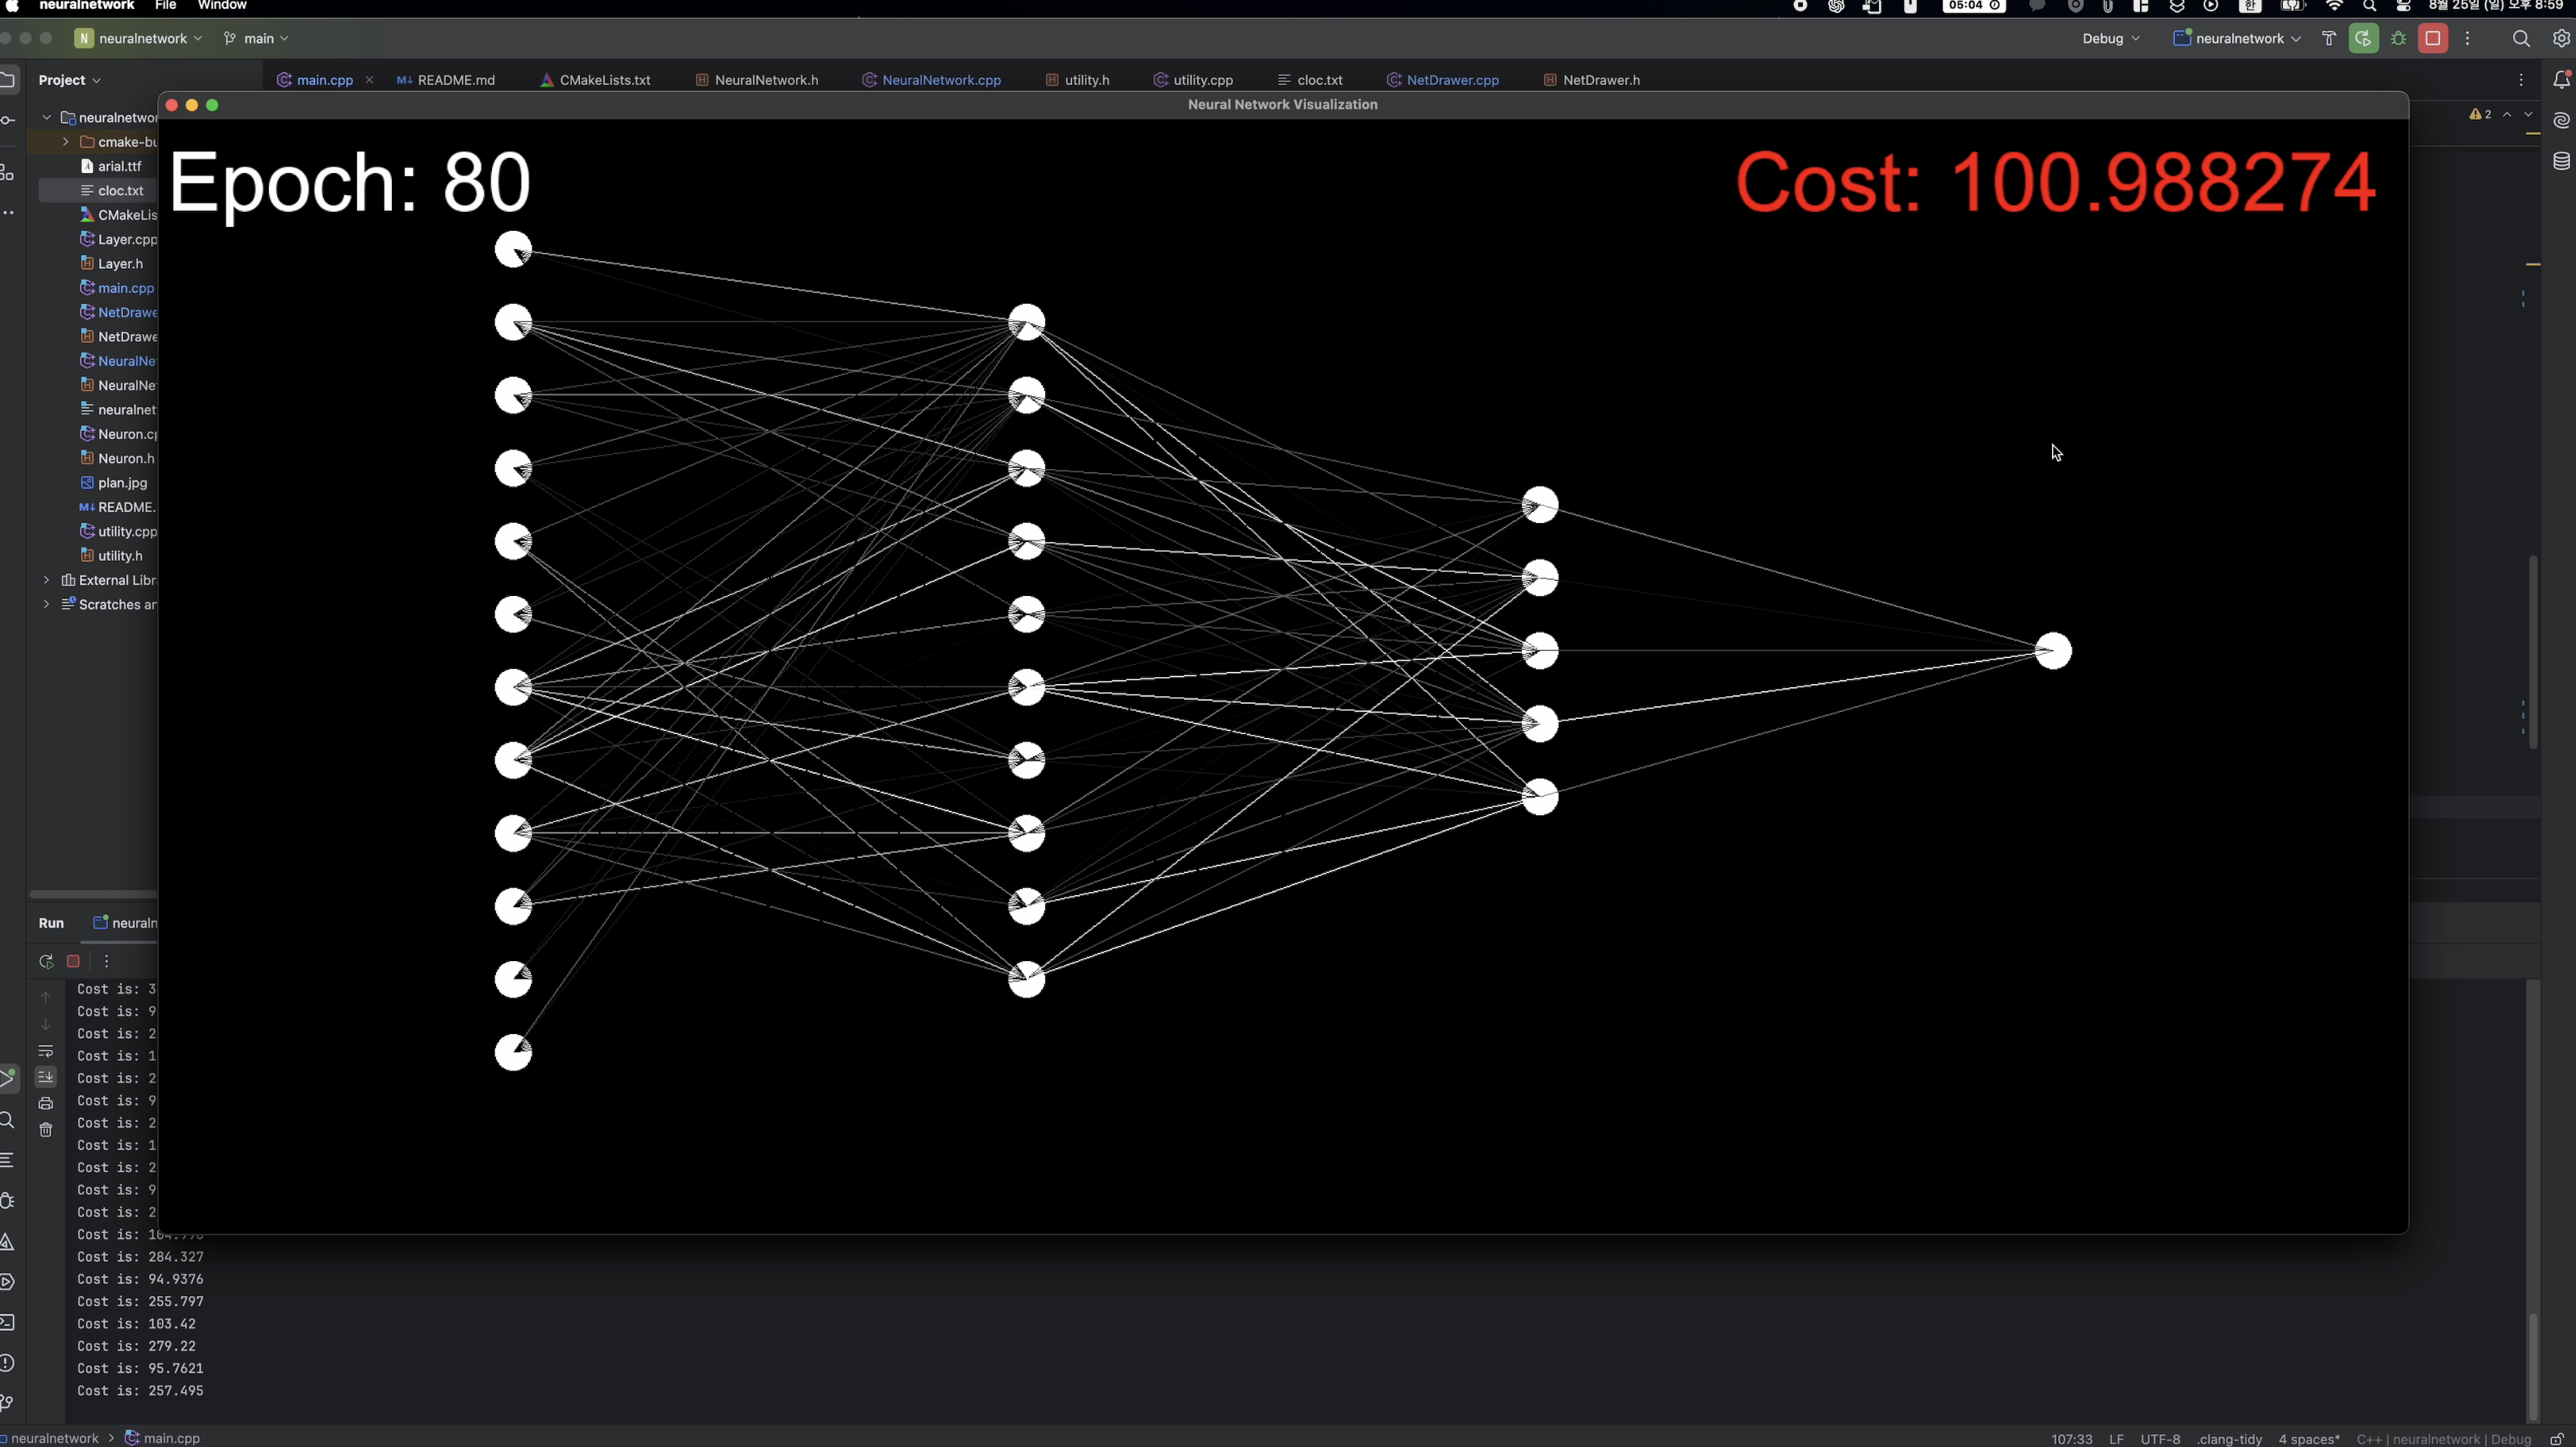 neuralnetwork File Window 05:04 한 8월 25일 (일) 오후 8:59
N neuralnetwork main Debug neuralnetwork
Project main.cpp README.md CMakeLists.txt NeuralNetwork.h NeuralNetwork.cpp utility.h utility.cpp cloc.txt NetDrawer.cpp NetDrawer.h
Neural Network Visualization
2
Epoch: 80 Cost: 100.988274
neuralnetwo
cmake-bu
arial.ttf
cloc.txt
CMakeLis
Layer.cpp
Layer.h
main.cpp
NetDrawe
NetDrawe
NeuralNe
NeuralNe
neuralnet
Neuron.c
Neuron.h
plan.jpg
README.
utility.cpp
utility.h
External Libr
Scratches ar
Run neuraln
Cost is: 3
Cost is: 9
Cost is: 2
Cost is: 1
Cost is: 2
Cost is: 9
Cost is: 2
Cost is: 1
Cost is: 2
Cost is: 9
Cost is: 2
Cost is:
Cost is: 284.327
Cost is: 94.9376
Cost is: 255.797
Cost is: 103.42
Cost is: 279.22
Cost is: 95.7621
Cost is: 257.495
neuralnetwork > main.cpp 107:33 LF UTF-8 .clang-tidy 4 spaces* C++ | neuralnetwork | Debug